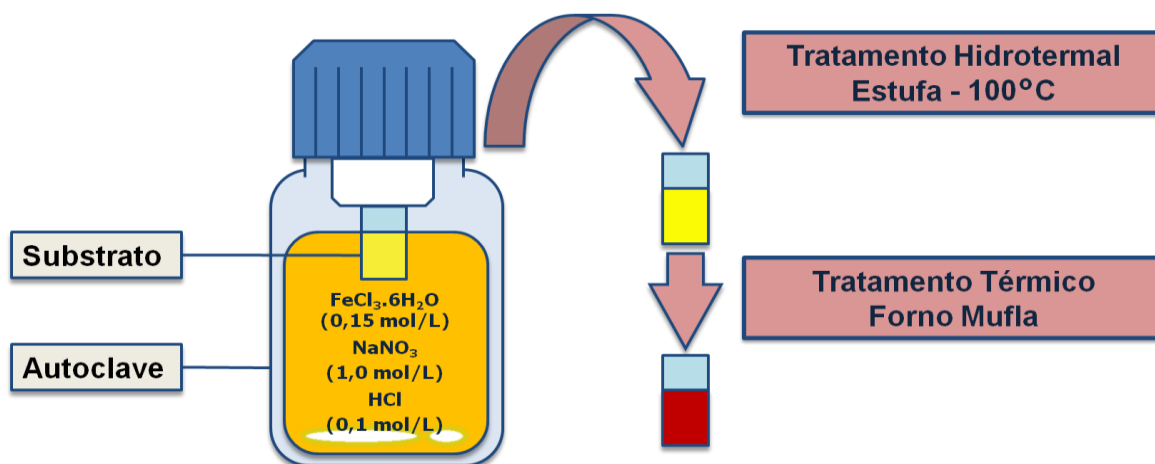 Tratamento Hidrotermal
Estufa - 100°C
Substrato
FeCl₃.6H₂O
(0,15 mol/L)
NaNO₃
(1,0 mol/L)
HCl
(0,1 mol/L)
Autoclave
Tratamento Térmico
Forno Mufla